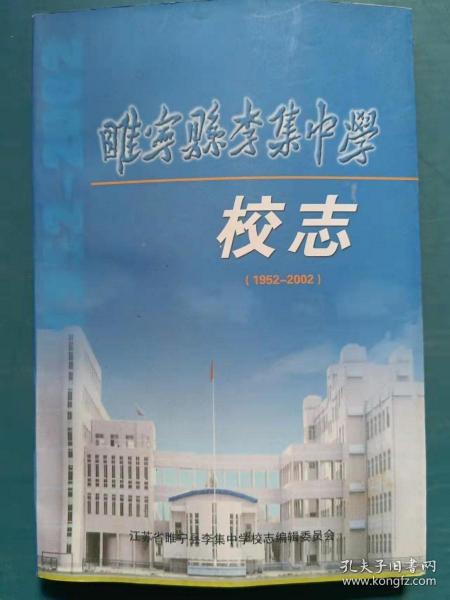 睢寧縣李集中學
校志
(1952-2002)
江苏省睢宁县李集中学校志编辑委员会
孔夫子旧书网
www.kongfz.com